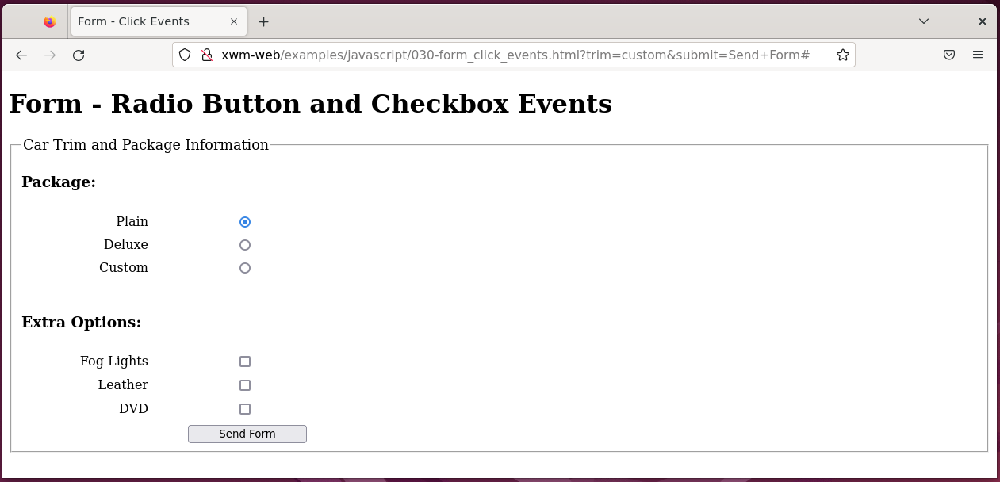 Form - Click Events
xwm-web/examples/javascript/030-form_click_events.html?trim=custom&submit=Send+Form#
Form - Radio Button and Checkbox Events
Car Trim and Package Information
Package:
Plain
Deluxe
Custom
Extra Options:
Fog Lights
Leather
DVD
Send Form